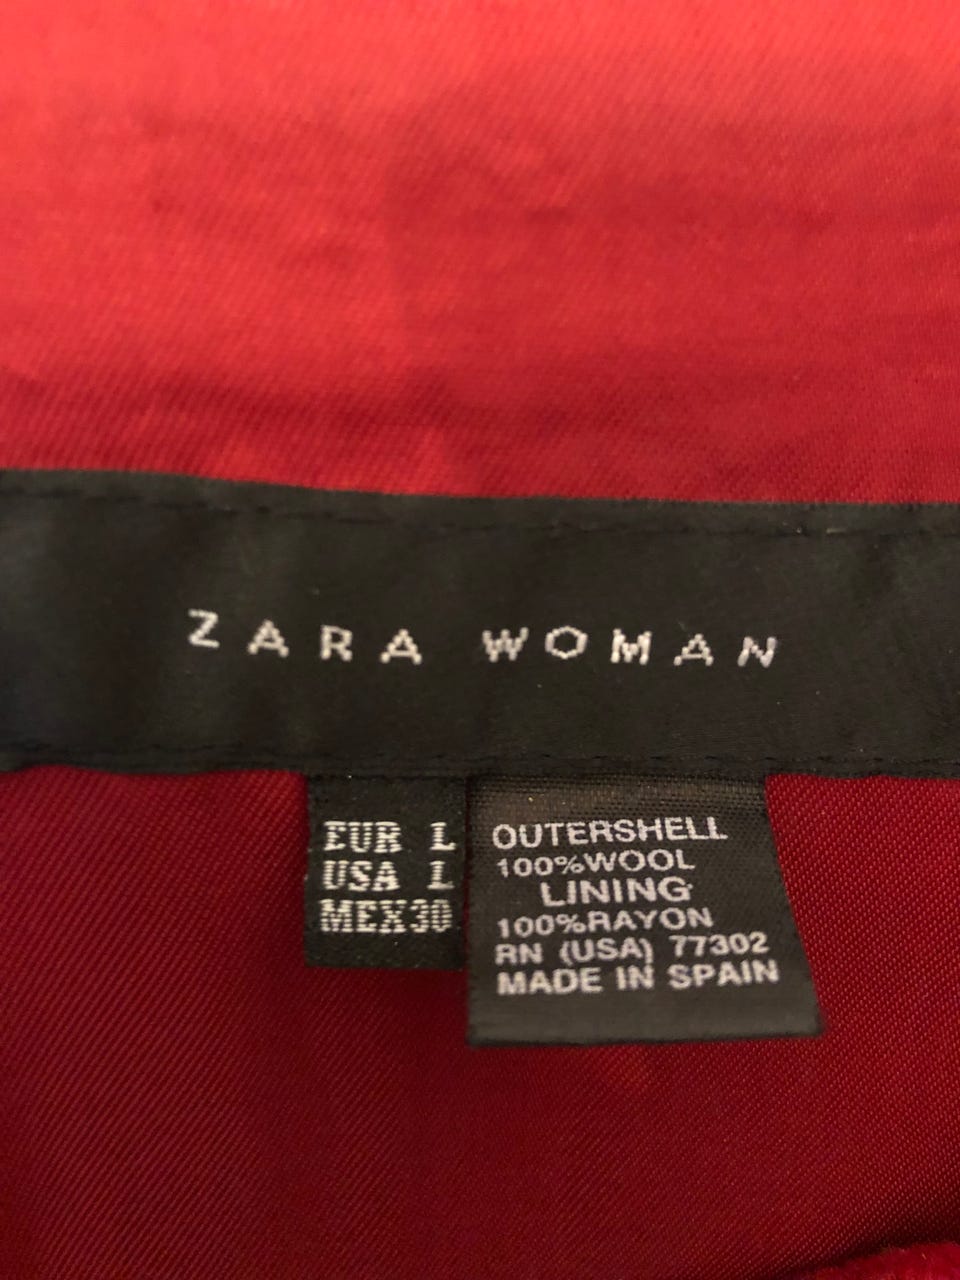 ZARA WOMAN
EUR L
USA L
MEX30
OUTERSHELL
100%WOOL
LINING
100%RAYON
RN (USA) 77302
MADE IN SPAIN